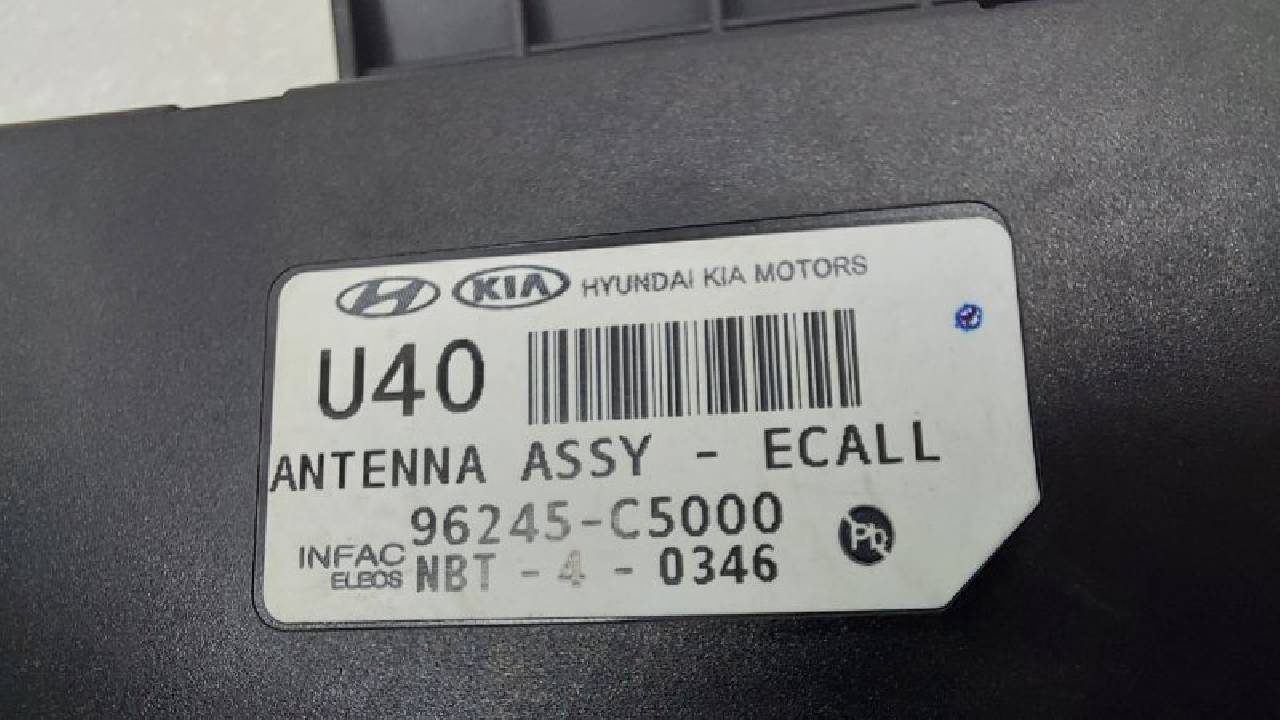 KIA HYUNDAI KIA MOTORS
U40
ANTENNA ASSY - ECALL
96245-C5000
INFAC
ELEOS NBT - 4 - 0346
Pb